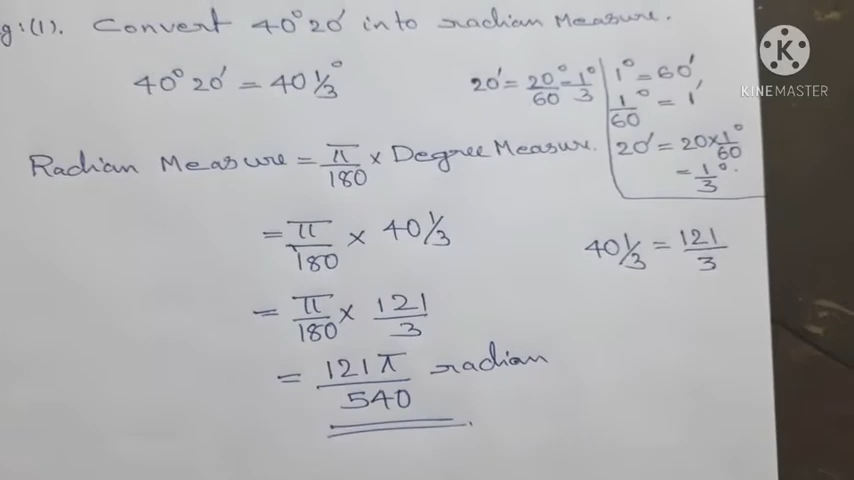 g:(1). Convert 40° 20' into radian Measure.
40° 20' = 40 1/3°
20' = 20/60° = 1/3°
1° = 60'
1/60° = 1'
20' = 20 × 1/60°
= 1/3°.
Radian Measure = π/180 × Degree Measure.
= π/180 × 40 1/3
40 1/3 = 121/3
= π/180 × 121/3
= 121π/540 radian
K
KINEMASTER